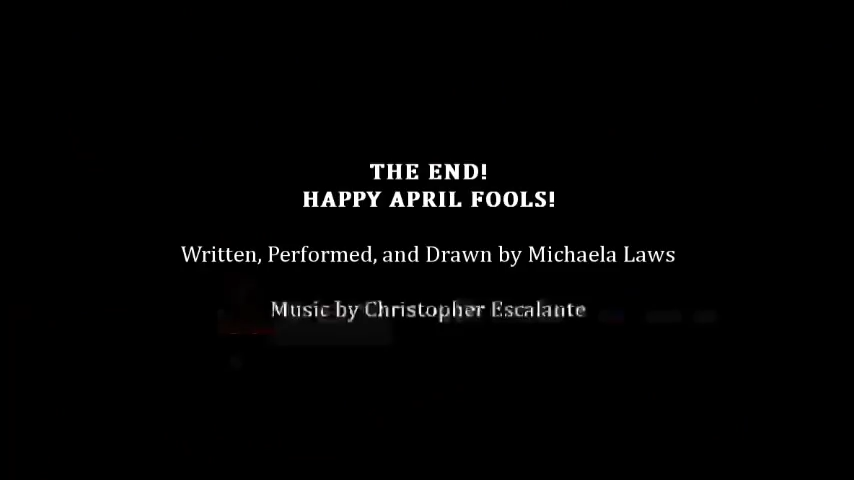 THE END!
HAPPY APRIL FOOLS!
Written, Performed, and Drawn by Michaela Laws
Music by Christopher Escalante